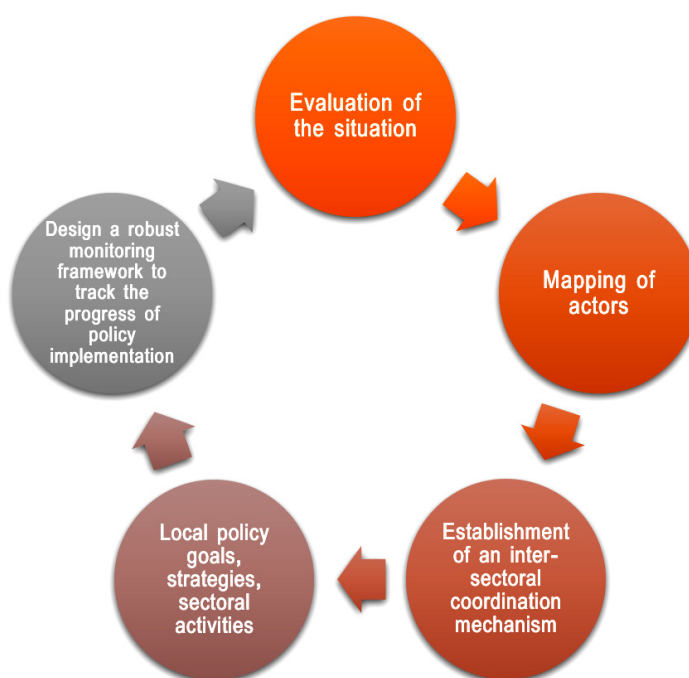 Evaluation of
the situation
Mapping of
actors
Establishment
of an inter-
sectoral
coordination
mechanism
Local policy
goals,
strategies,
sectoral
activities
Design a robust
monitoring
framework to
track the
progress of
policy
implementation